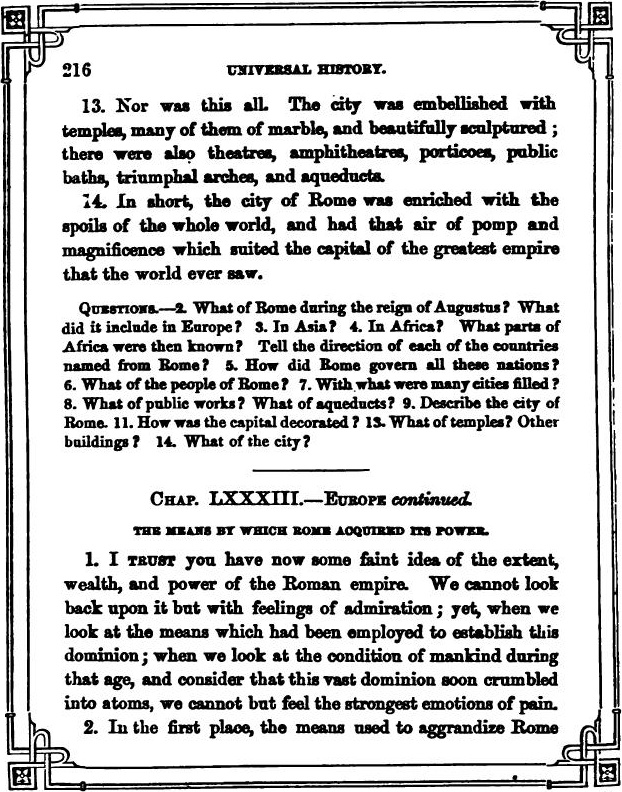 216
UNIVERSAL HISTORY.
13. Nor was this all. The city was embellished with
temples, many of them of marble, and beautifully sculptured ;
there were also theatres, amphitheatres, porticoes, public
baths, triumphal arches, and aqueducts.
14. In short, the city of Rome was enriched with the
spoils of the whole world, and had that air of pomp and
magnificence which suited the capital of the greatest empire
that the world ever saw.
QUESTIONS.—2. What of Rome during the reign of Augustus? What
did it include in Europe? 3. In Asia? 4. In Africa? What parts of
Africa were then known? Tell the direction of each of the countries
named from Rome? 5. How did Rome govern all these nations?
6. What of the people of Rome? 7. With what were many cities filled?
8. What of public works? What of aqueducts? 9. Describe the city of
Rome. 11. How was the capital decorated? 13. What of temples? Other
buildings? 14. What of the city?
CHAP. LXXXIII.—EUROPE continued.
THE MEANS BY WHICH ROME ACQUIRED ITS POWER.
1. I TRUST you have now some faint idea of the extent,
wealth, and power of the Roman empire. We cannot look
back upon it but with feelings of admiration ; yet, when we
look at the means which had been employed to establish this
dominion ; when we look at the condition of mankind during
that age, and consider that this vast dominion soon crumbled
into atoms, we cannot but feel the strongest emotions of pain.
2. In the first place, the means used to aggrandize Rome